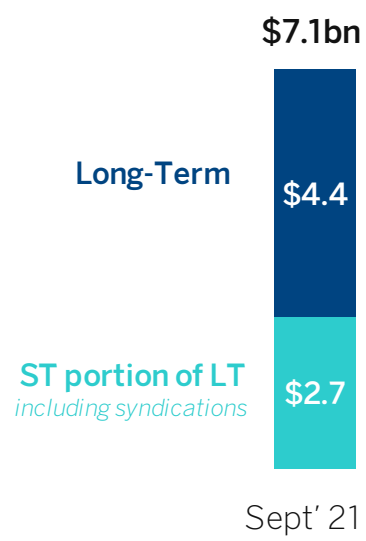 $7.1bn
Long-Term
$4.4
ST portion of LT
$2.7
including syndications
Sept’ 21